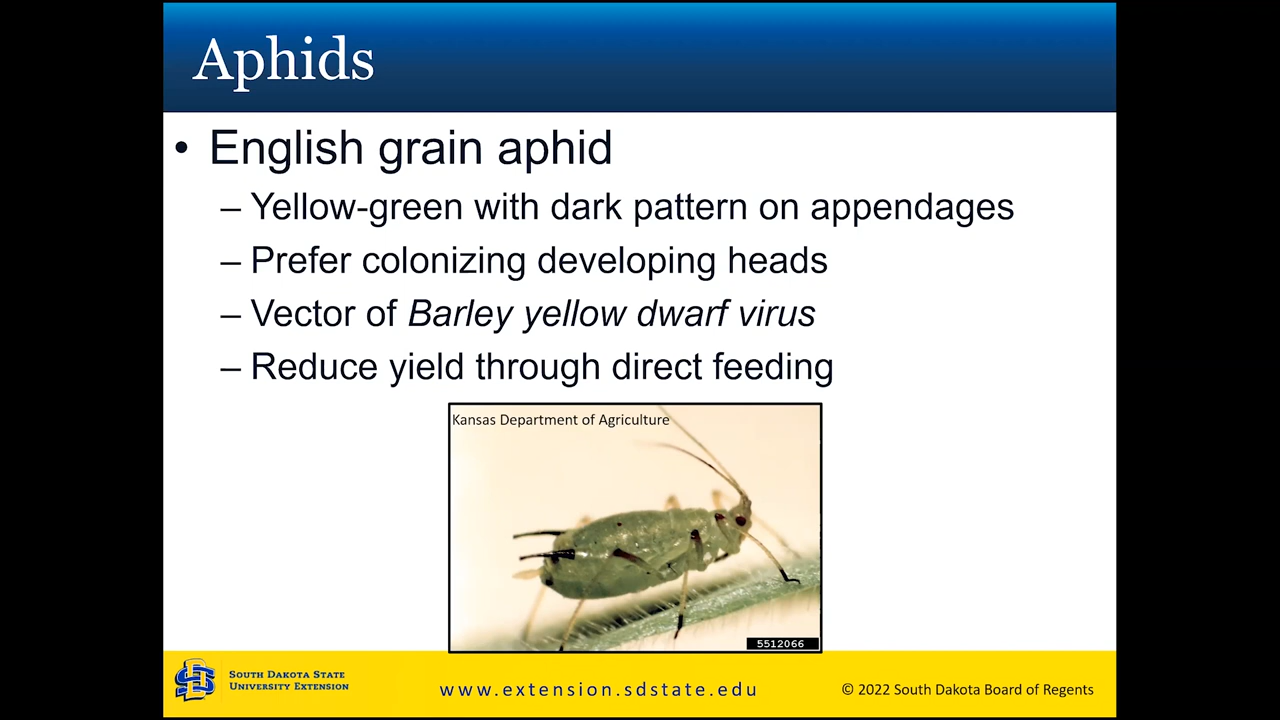 Aphids
• English grain aphid
– Yellow-green with dark pattern on appendages
– Prefer colonizing developing heads
– Vector of Barley yellow dwarf virus
– Reduce yield through direct feeding
Kansas Department of Agriculture
5512066
SOUTH DAKOTA STATE
UNIVERSITY EXTENSION
www.extension.sdstate.edu
© 2022 South Dakota Board of Regents